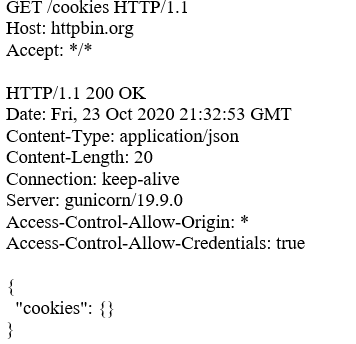 GET /cookies HTTP/1.1
Host: httpbin.org
Accept: */*

HTTP/1.1 200 OK
Date: Fri, 23 Oct 2020 21:32:53 GMT
Content-Type: application/json
Content-Length: 20
Connection: keep-alive
Server: gunicorn/19.9.0
Access-Control-Allow-Origin: *
Access-Control-Allow-Credentials: true

{
  "cookies": {}
}